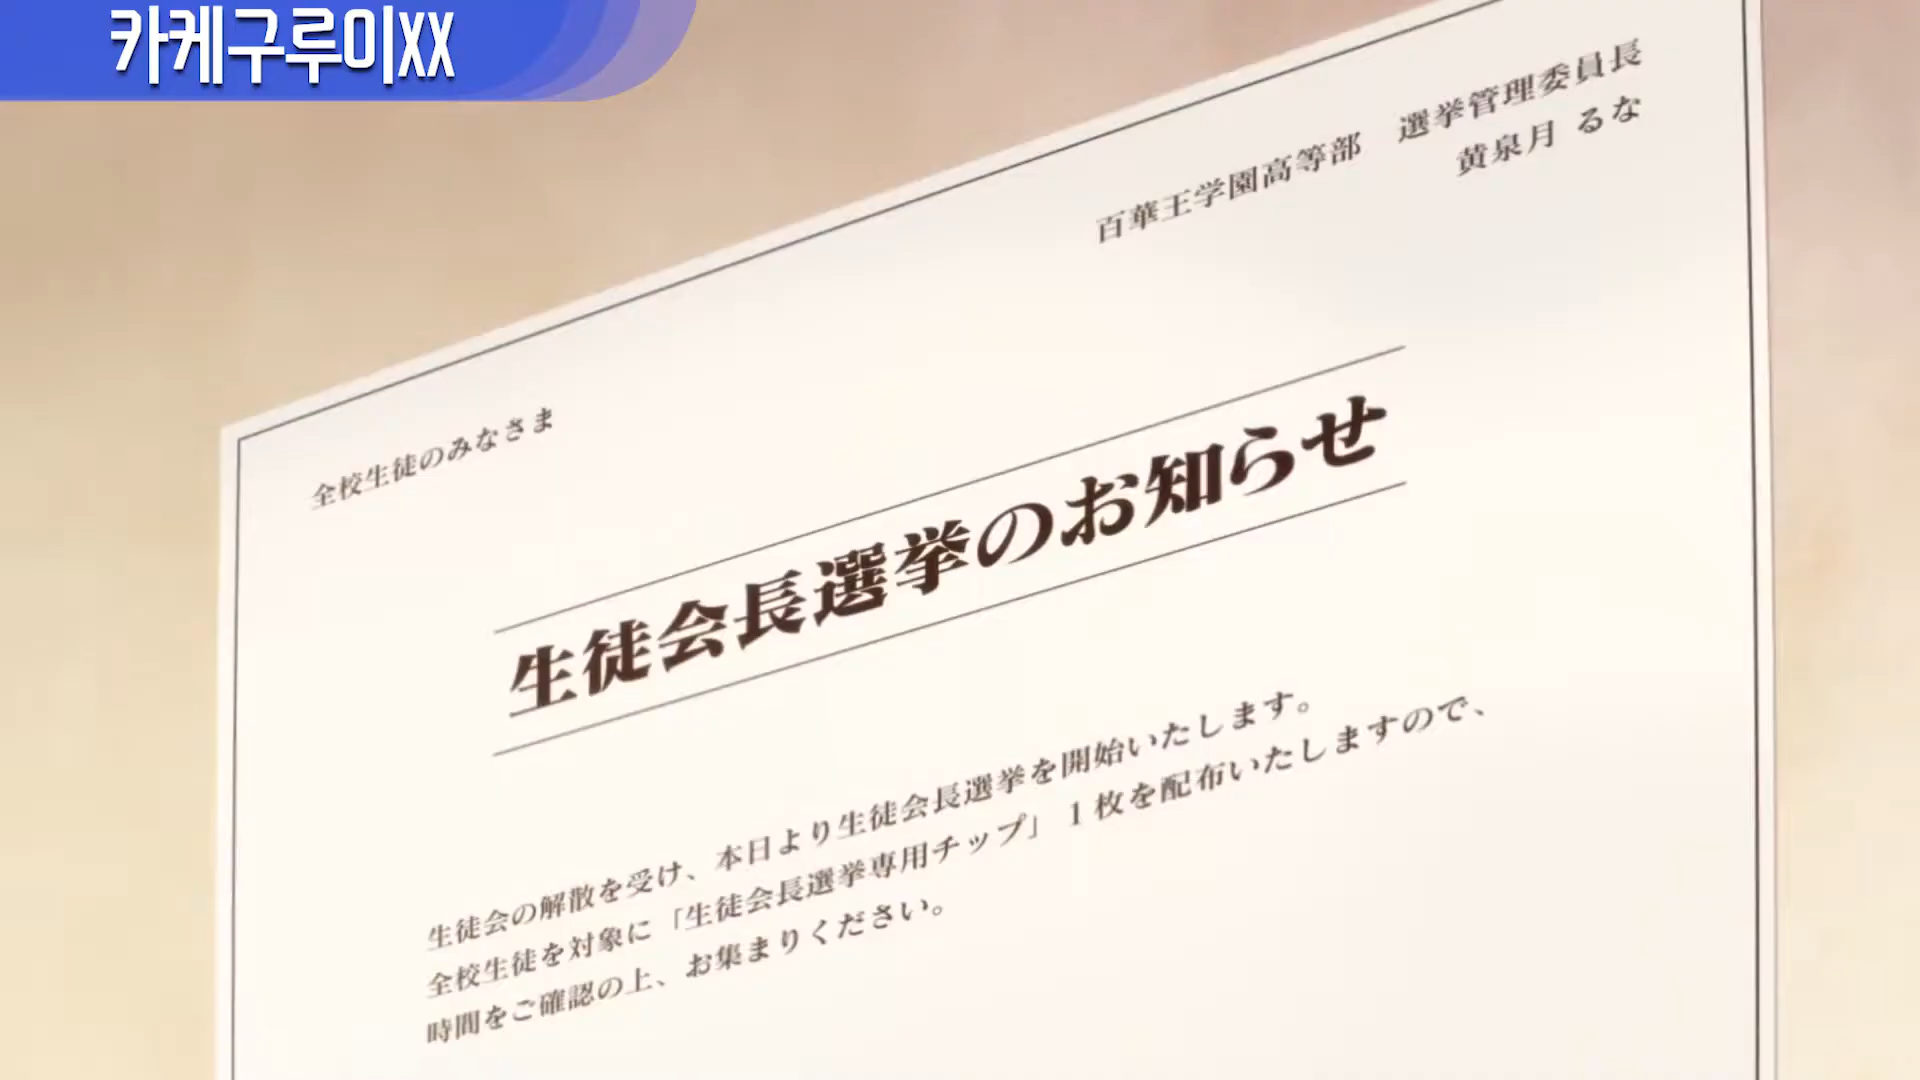 카케구루이XX
百華王学園高等部　選挙管理委員長
黄泉月 るな
全校生徒のみなさま
生徒会長選挙のお知らせ
生徒会の解散を受け、本日より生徒会長選挙を開始いたします。
全校生徒を対象に「生徒会長選挙専用チップ」1枚を配布いたしますので、
時間をご確認の上、お集まりください。